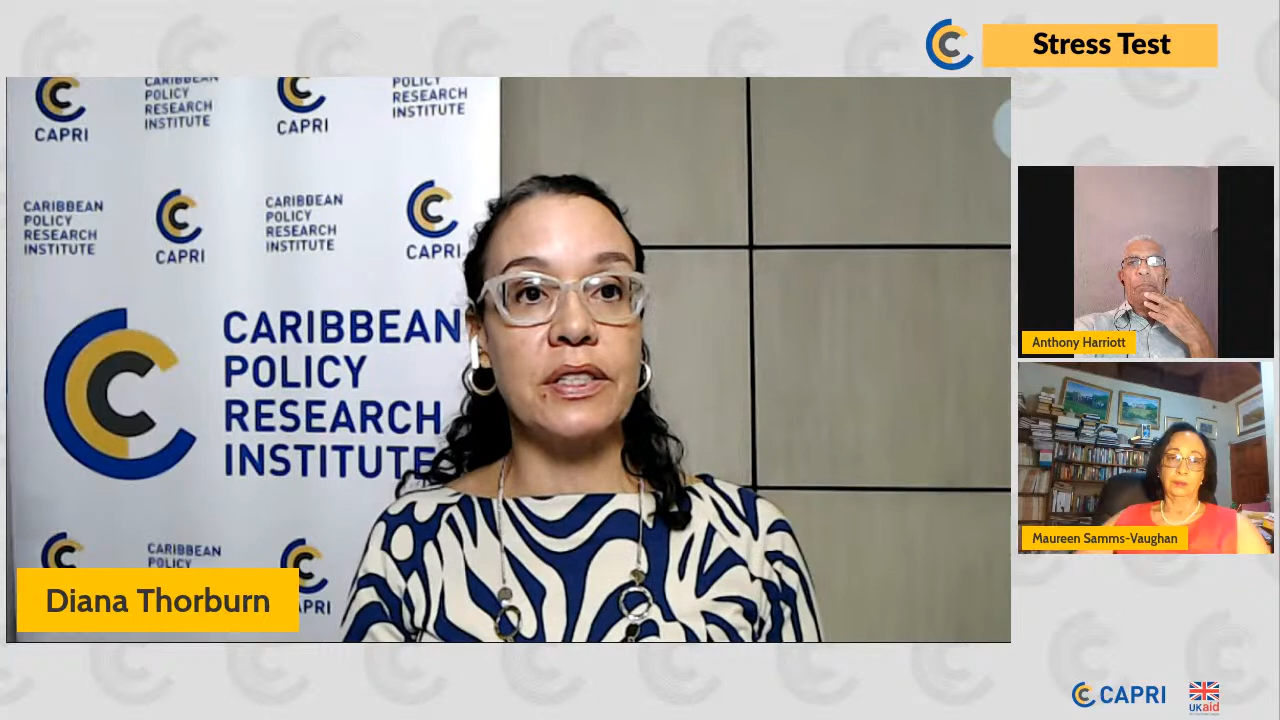 Stress Test
CARIBBEAN
POLICY
RESEARCH
INSTITUTE
POLICY
RESEARCH
INSTITUTE
CAPRI
CAPRI
CARIBBEAN
POLICY
RESEARCH
INSTITUTE
CAPRI
CARIBBEAN
POLICY
RESEARCH
INSTITUTE
CAPRI
CARIBBEAN
POLICY
RESEARCH
INSTITUTE
CARIBBEAN
POLICY
Diana Thorburn
Anthony Harriott
Maureen Samms-Vaughan
CAPRI
UKaid